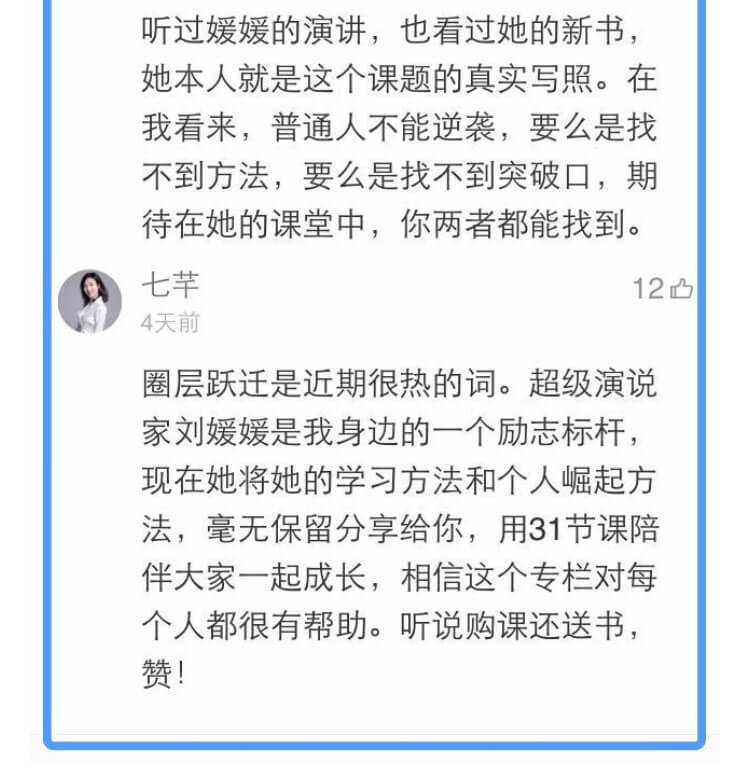 听过媛媛的演讲，也看过她的新书，
她本人就是这个课题的真实写照。在
我看来，普通人不能逆袭，要么是找
不到方法，要么是找不到突破口，期
待在她的课堂中，你两者都能找到。
七芊
12
4天前
圈层跃迁是近期很热的词。超级演说
家刘媛媛是我身边的一个励志标杆，
现在她将她的学习方法和个人崛起方
法，毫无保留分享给你，用31节课陪
伴大家一起成长，相信这个专栏对每
个人都很有帮助。听说购课还送书，
赞！